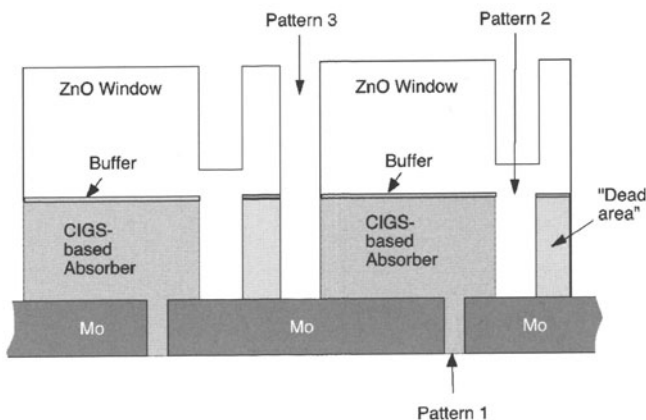 Pattern 3
Pattern 2
ZnO Window
ZnO Window
Buffer
Buffer
"Dead
area"
CIGS-
based
Absorber
CIGS-
based
Absorber
Mo
Mo
Mo
Pattern 1